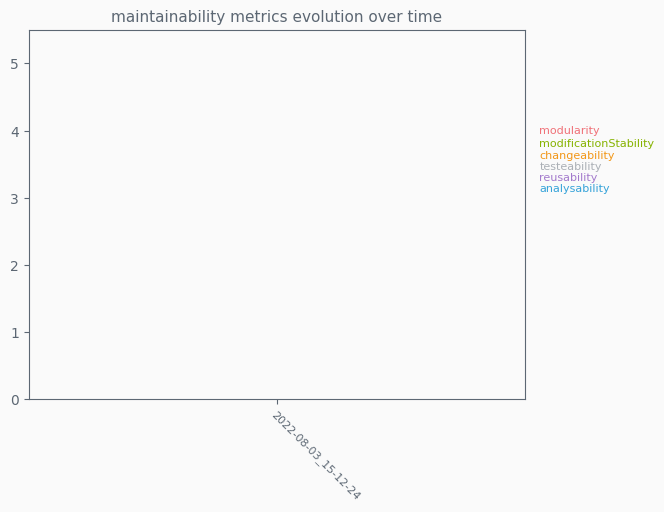 maintainability metrics evolution over time
5
4
3
2
1
0
modularity
modificationStability
changeability
testeability
reusability
analysability
2022-08-03_15-12-24